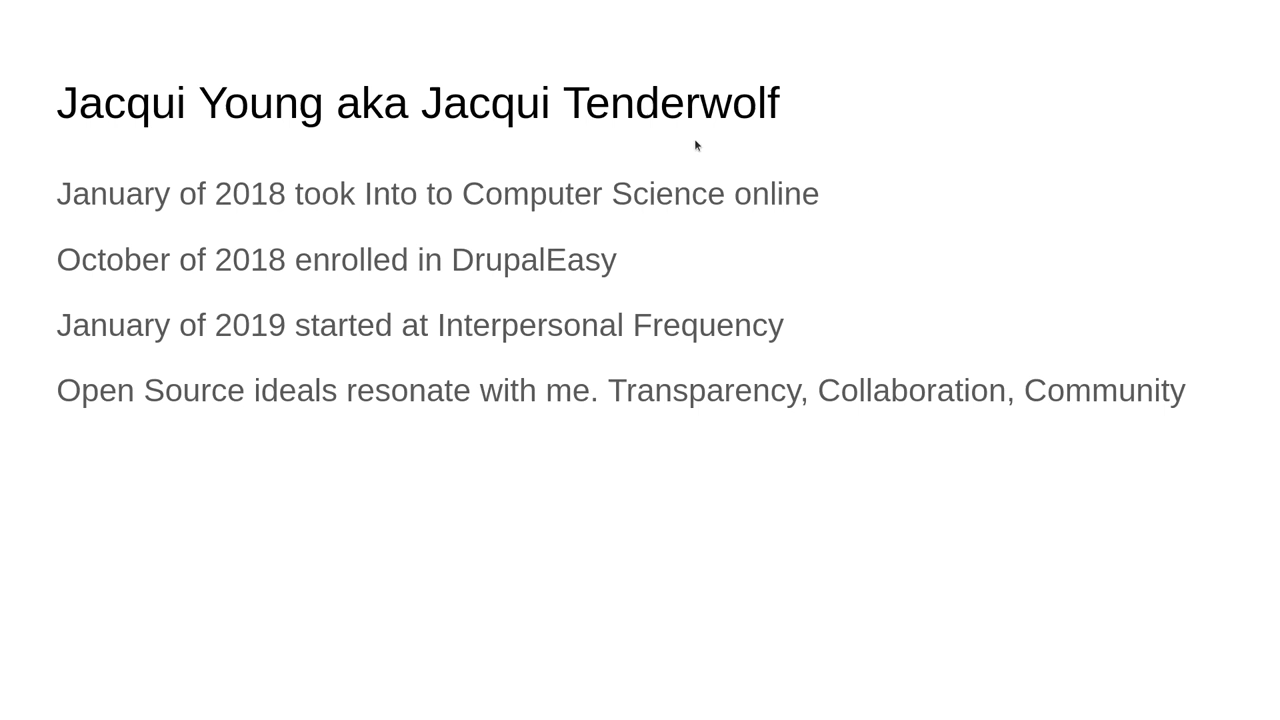 Jacqui Young aka Jacqui Tenderwolf
January of 2018 took Into to Computer Science online
October of 2018 enrolled in DrupalEasy
January of 2019 started at Interpersonal Frequency
Open Source ideals resonate with me. Transparency, Collaboration, Community